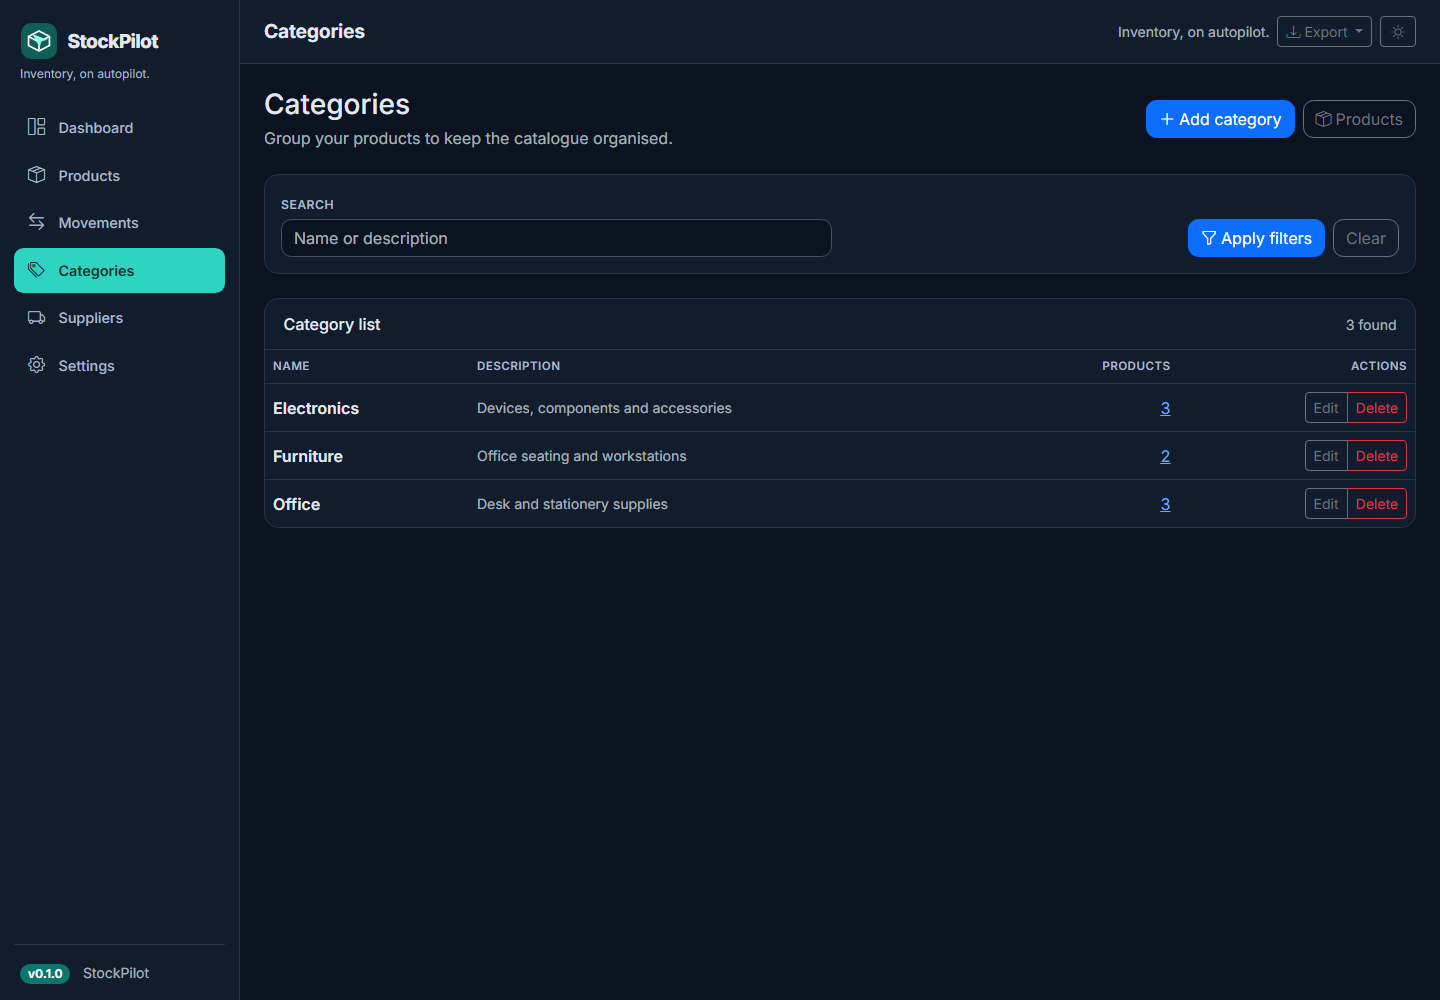 StockPilot
Inventory, on autopilot.
Dashboard
Products
Movements
Categories
Suppliers
Settings
v0.1.0 StockPilot
Categories
Inventory, on autopilot. Export
Categories
Group your products to keep the catalogue organised.
Add category Products
SEARCH
Name or description
Apply filters Clear
Category list 3 found
NAME DESCRIPTION PRODUCTS ACTIONS
Electronics Devices, components and accessories 3 Edit Delete
Furniture Office seating and workstations 2 Edit Delete
Office Desk and stationery supplies 3 Edit Delete